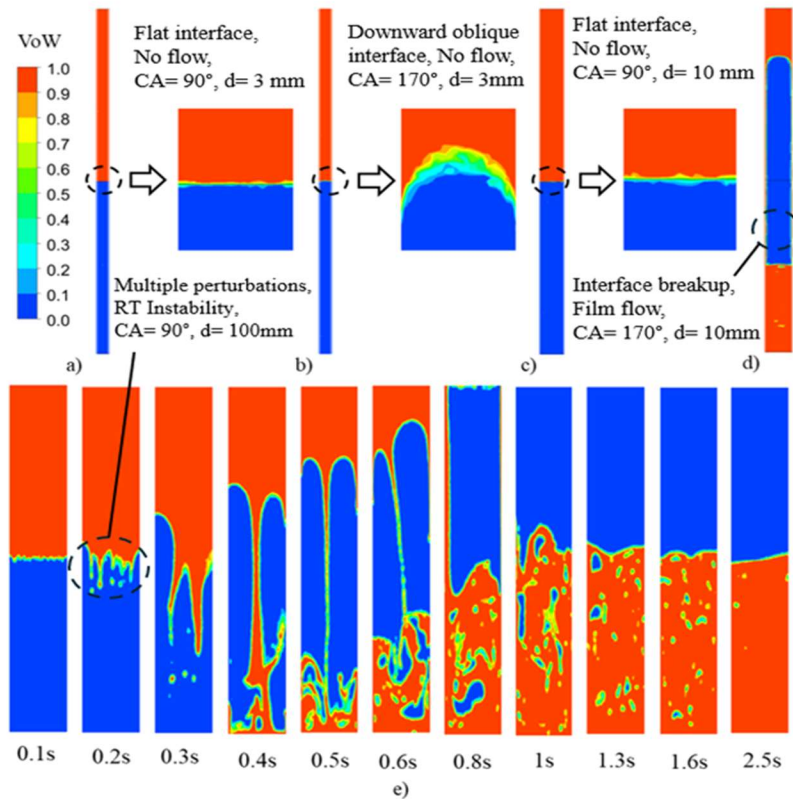 VoW
1.0
0.9
0.8
0.7
0.6
0.5
0.4
0.3
0.2
0.1
0.0
Flat interface,
No flow,
CA= 90°, d= 3 mm
Downward oblique
interface, No flow,
CA= 170°, d= 3mm
Flat interface,
No flow,
CA= 90°, d= 10 mm
Multiple perturbations,
RT Instability,
CA= 90°, d= 100mm
Interface breakup,
Film flow,
CA= 170°, d= 10mm
a)
b)
c)
d)
0.1s
0.2s
0.3s
0.4s
0.5s
0.6s
0.8s
1s
1.3s
1.6s
2.5s
e)